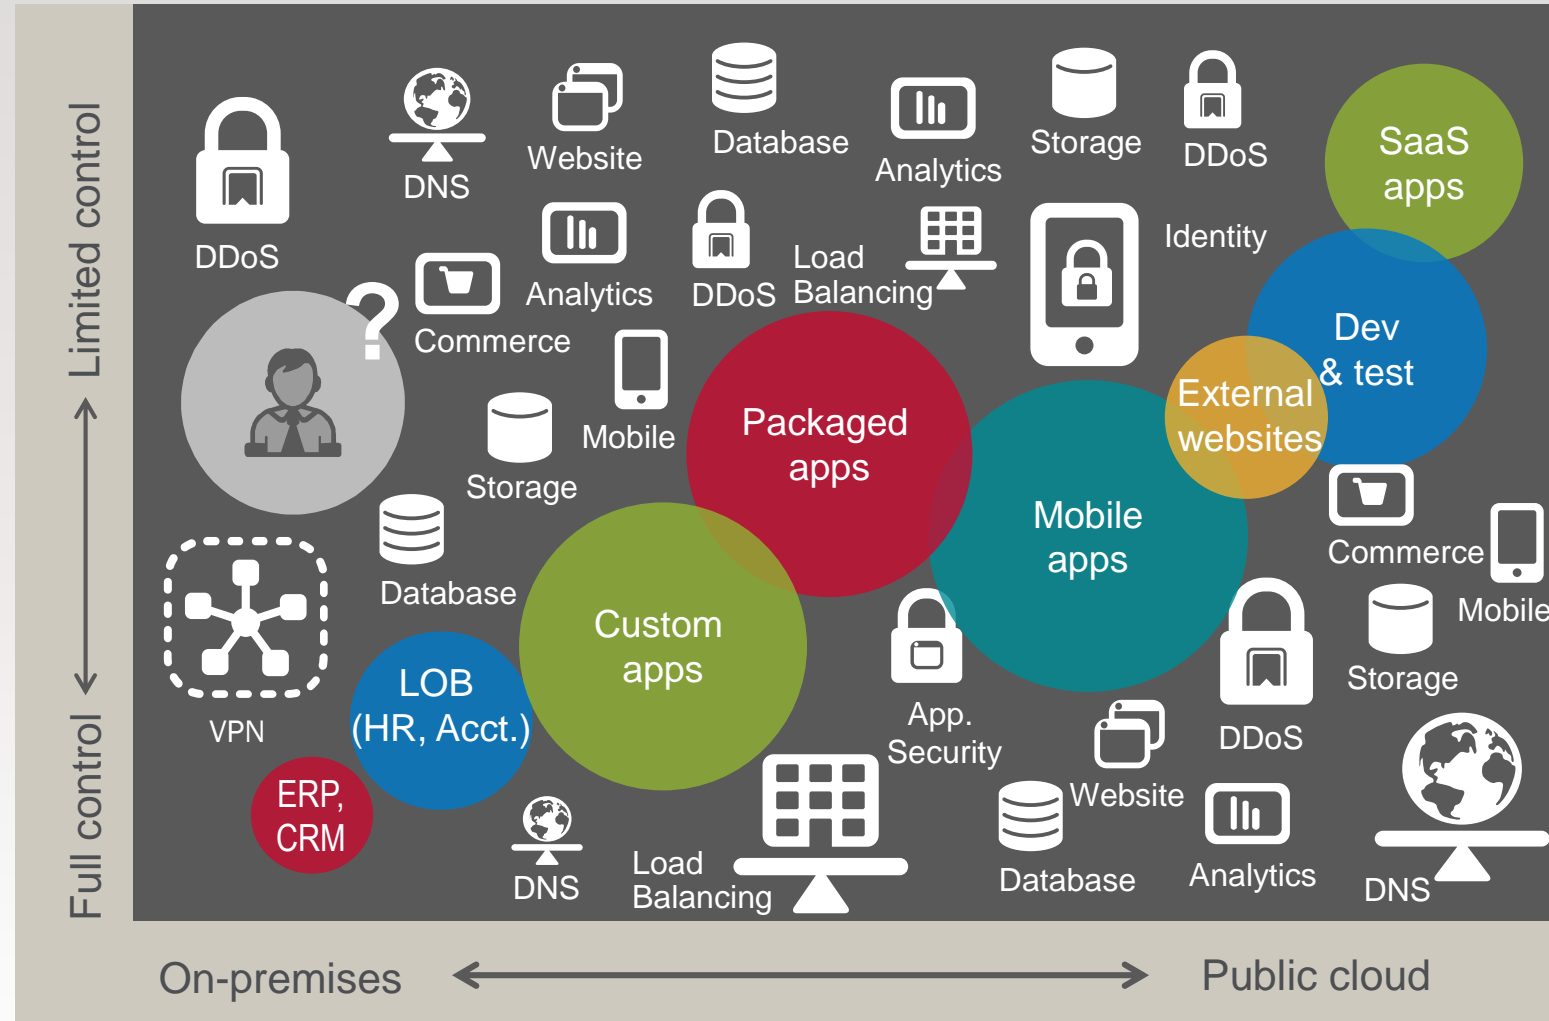 Limited control
Full control
DDoS
DNS
Website
Database
Analytics
Storage
DDoS
SaaS
apps
Commerce
Analytics
DDoS
Load
Balancing
Identity
?
Mobile
Storage
Database
Packaged
apps
Mobile
apps
External
websites
Dev
& test
Commerce
Mobile
Storage
VPN
LOB
(HR, Acct.)
Custom
apps
ERP,
CRM
DNS
Load
Balancing
App.
Security
Website
DDoS
Database
Analytics
DNS
On-premises
Public cloud